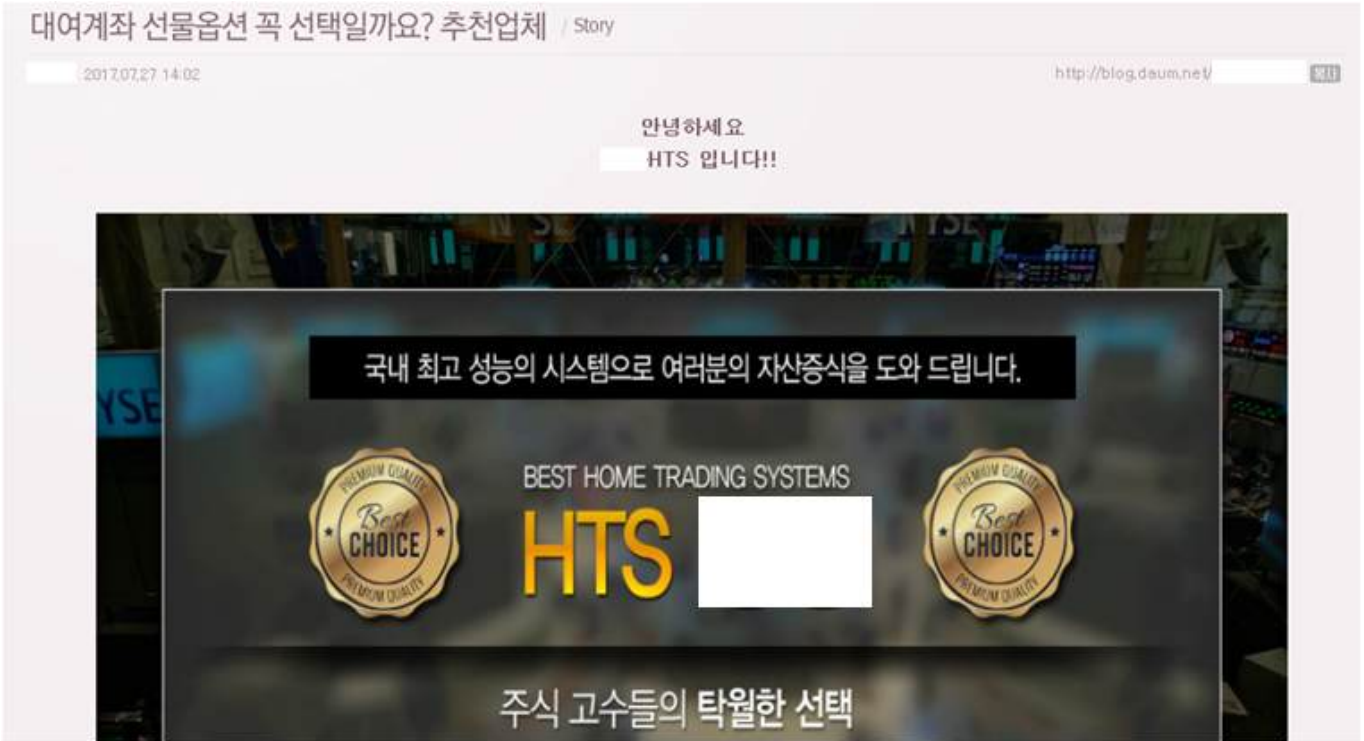 대여계좌 선물옵션 꼭 선택일까요? 추천업체 / Story
2017.07.27 14:02
http://blog.daum.net/
복사
안녕하세요
HTS 입니다!!
NYSE
YSE
국내 최고 성능의 시스템으로 여러분의 자산증식을 도와 드립니다.
PREMIUM QUALITY
Best
CHOICE
PREMIUM QUALITY
BEST HOME TRADING SYSTEMS
HTS
PREMIUM QUALITY
Best
CHOICE
PREMIUM QUALITY
주식 고수들의 탁월한 선택